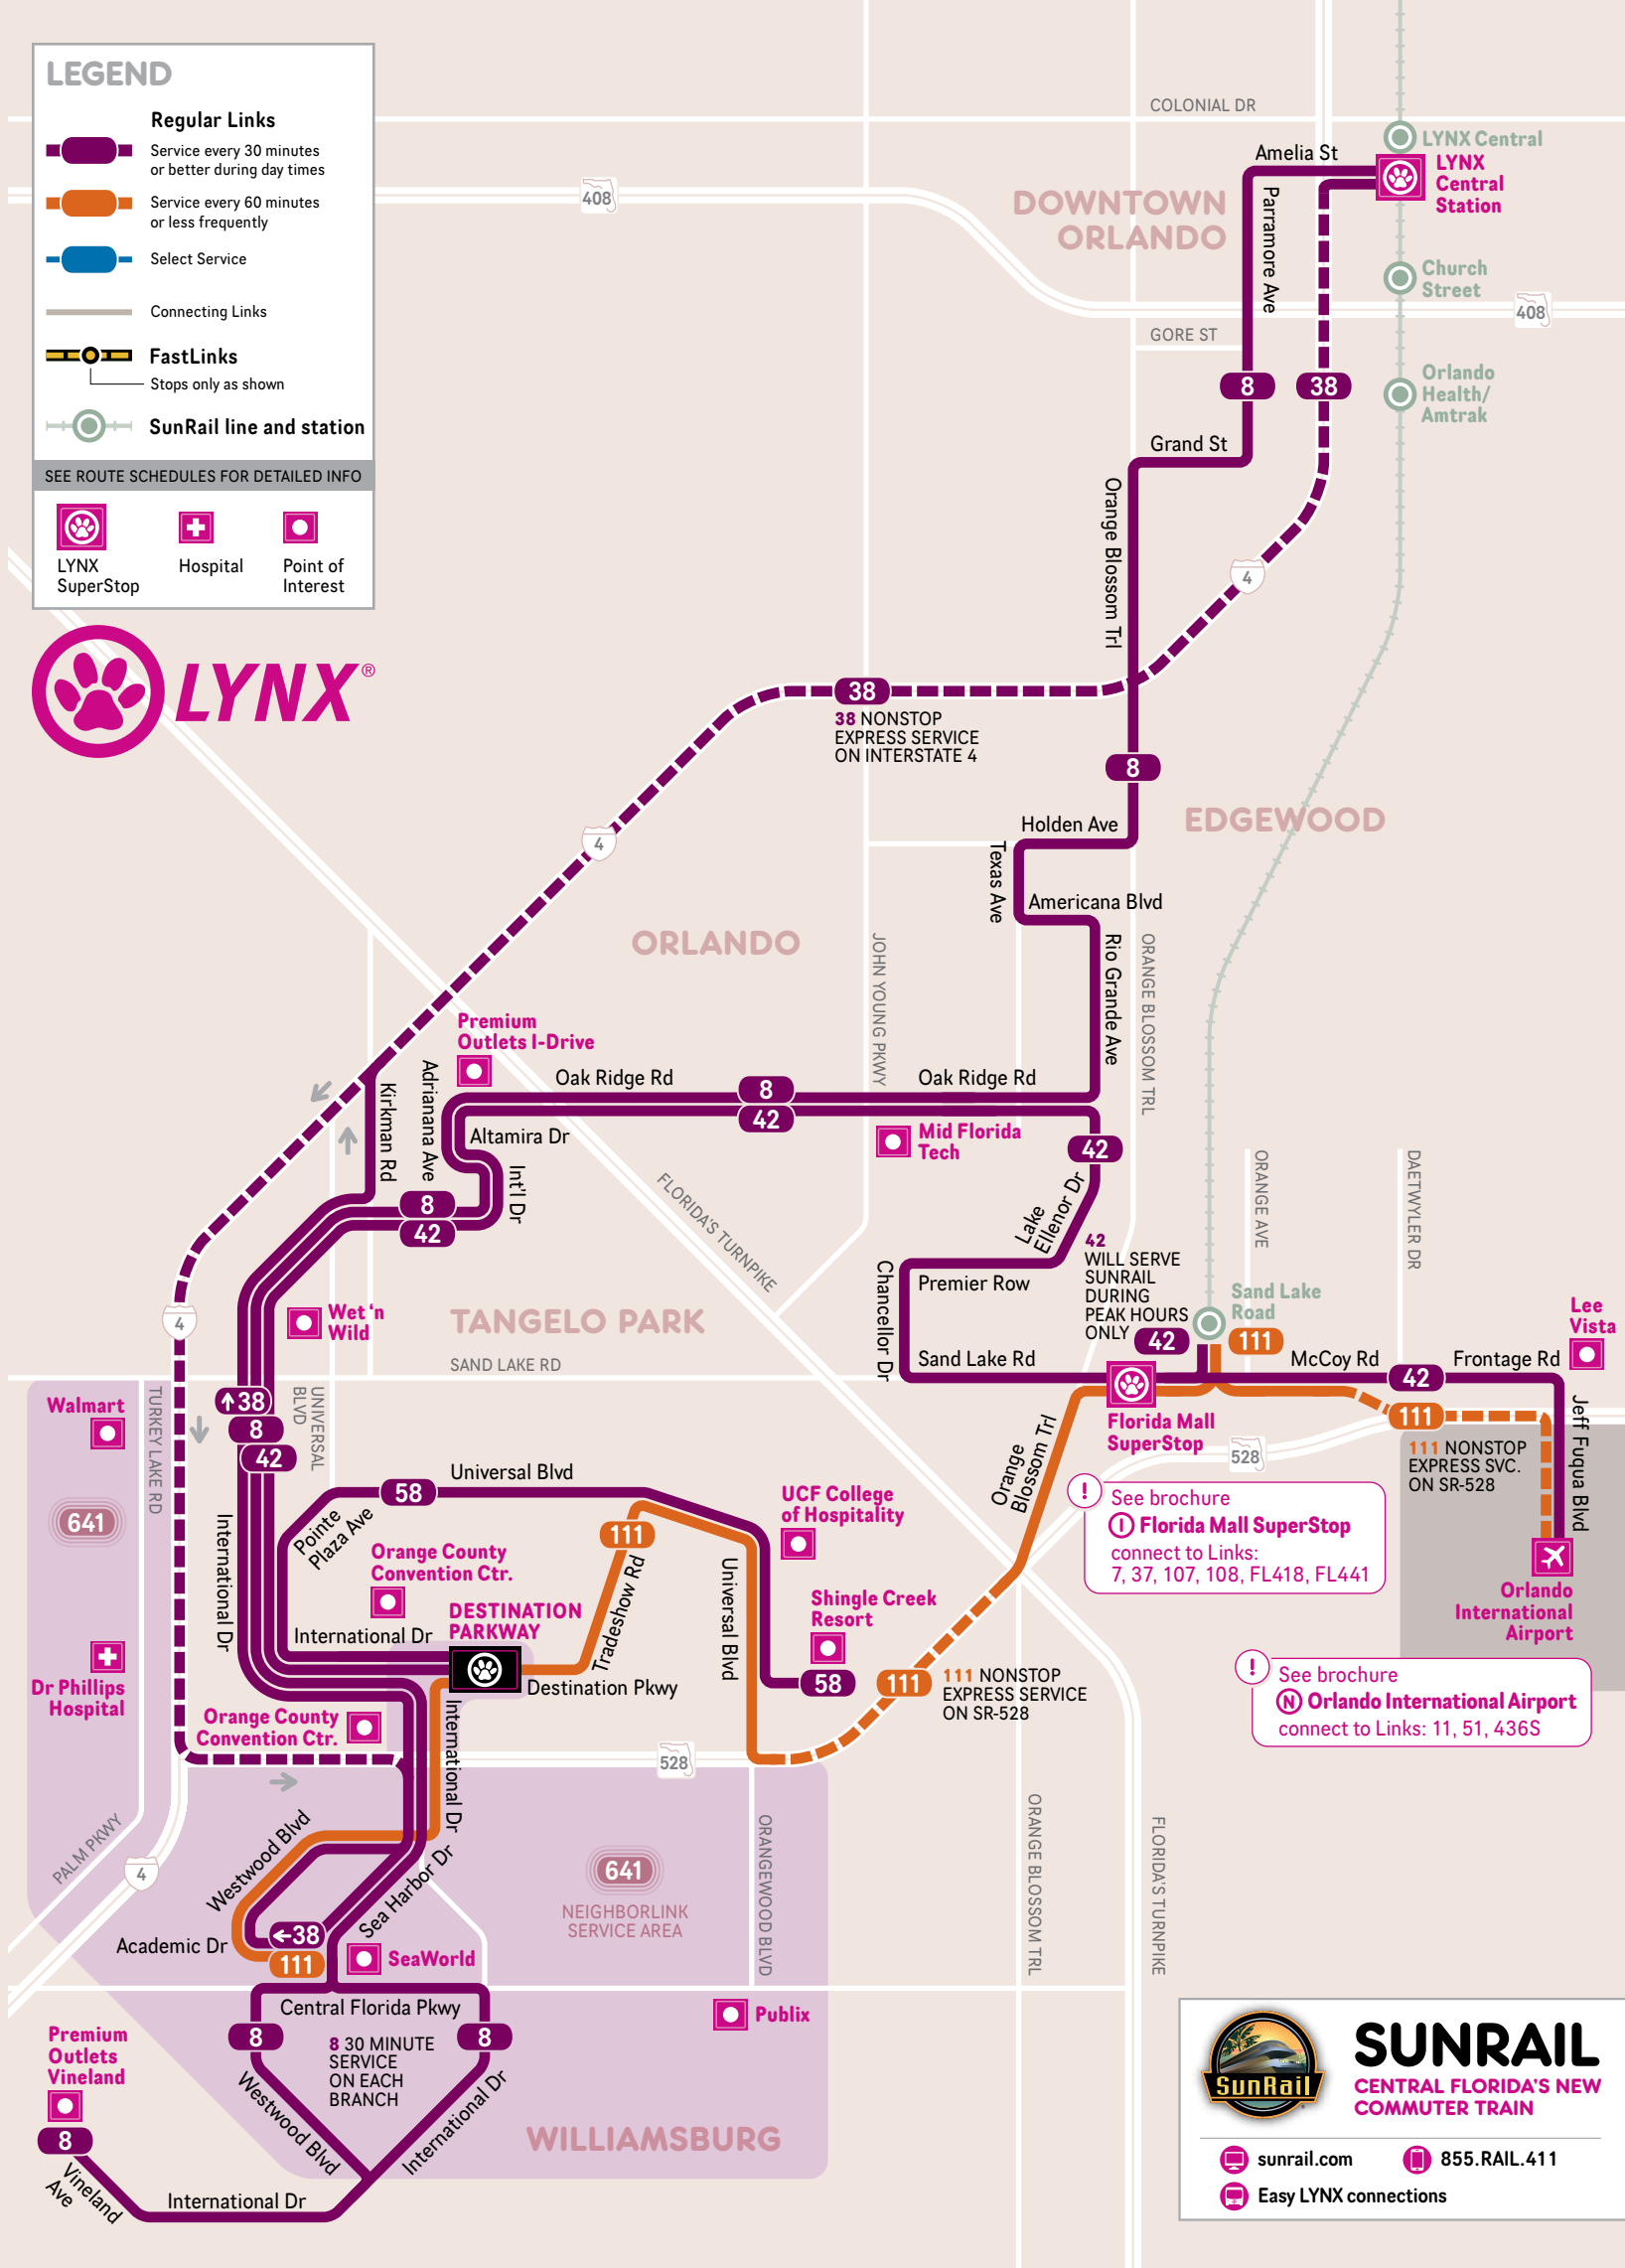 LEGEND
Regular Links
Service every 30 minutes
or better during day times
Service every 60 minutes
or less frequently
Select Service
Connecting Links
FastLinks
Stops only as shown
SunRail line and station
SEE ROUTE SCHEDULES FOR DETAILED INFO
LYNX
SuperStop
Hospital
Point of
Interest
LYNX®
COLONIAL DR
LYNX Central
Amelia St
LYNX
Central
Station
408
DOWNTOWN
ORLANDO
Parramore Ave
Church
Street
408
GORE ST
Orlando
Health/
Amtrak
8
38
Grand St
Orange Blossom Trl
4
38
38 NONSTOP
EXPRESS SERVICE
ON INTERSTATE 4
8
EDGEWOOD
Holden Ave
4
Texas Ave
Americana Blvd
ORLANDO
JOHN YOUNG PKWY
Rio Grande Ave
ORANGE BLOSSOM TRL
Premium
Outlets I-Drive
Kirkman Rd
Adrianana Ave
Oak Ridge Rd
8
42
Oak Ridge Rd
Altamira Dr
Mid Florida
Tech
42
Int'l Dr
8
42
FLORIDA'S TURNPIKE
Lake
Ellenor Dr
ORANGE AVE
DAETWYLER DR
42
WILL SERVE
SUNRAIL
DURING
PEAK HOURS
ONLY
Chancellor Dr
Premier Row
Sand Lake
Road
Lee
Vista
4
Wet 'n
Wild
TANGELO PARK
42
111
SAND LAKE RD
Sand Lake Rd
McCoy Rd
42
Frontage Rd
Walmart
TURKEY LAKE RD
38
8
42
UNIVERSAL
BLVD
Florida Mall
SuperStop
111
Jeff Fuqua Blvd
528
111 NONSTOP
EXPRESS SVC.
ON SR-528
Orange
Blossom Trl
58
Universal Blvd
Pointe
Plaza Ave
641
111
UCF College
of Hospitality
! See brochure
I Florida Mall SuperStop
connect to Links:
7, 37, 107, 108, FL418, FL441
International Dr
Orange County
Convention Ctr.
Tradeshow Rd
Universal Blvd
Shingle Creek
Resort
Orlando
International
Airport
DESTINATION
PARKWAY
International Dr
Destination Pkwy
58
111
111 NONSTOP
EXPRESS SERVICE
ON SR-528
Dr Phillips
Hospital
! See brochure
N Orlando International Airport
connect to Links: 11, 51, 436S
Orange County
Convention Ctr.
International Dr
528
PALM PKWY
4
Westwood Blvd
Sea Harbor Dr
641
NEIGHBORLINK
SERVICE AREA
ORANGEWOOD BLVD
ORANGE BLOSSOM TRL
FLORIDA'S TURNPIKE
Academic Dr
38
111
SeaWorld
Central Florida Pkwy
Publix
8
8
8 30 MINUTE
SERVICE
ON EACH
BRANCH
Premium
Outlets
Vineland
8
Westwood Blvd
International Dr
WILLIAMSBURG
Vineland
Ave
International Dr
SunRail
SUNRAIL
CENTRAL FLORIDA'S NEW
COMMUTER TRAIN
sunrail.com
855.RAIL.411
Easy LYNX connections